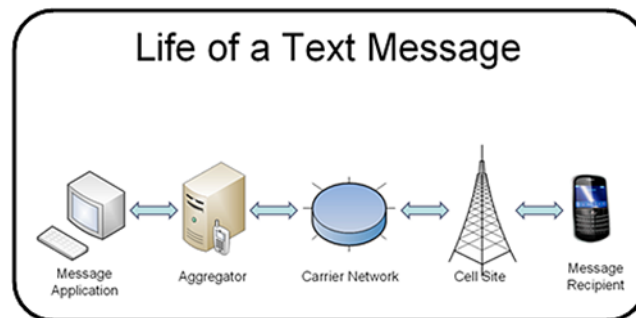 Life of a Text Message
Message
Application
Aggregator
Carrier Network
Cell Site
Message
Recipient